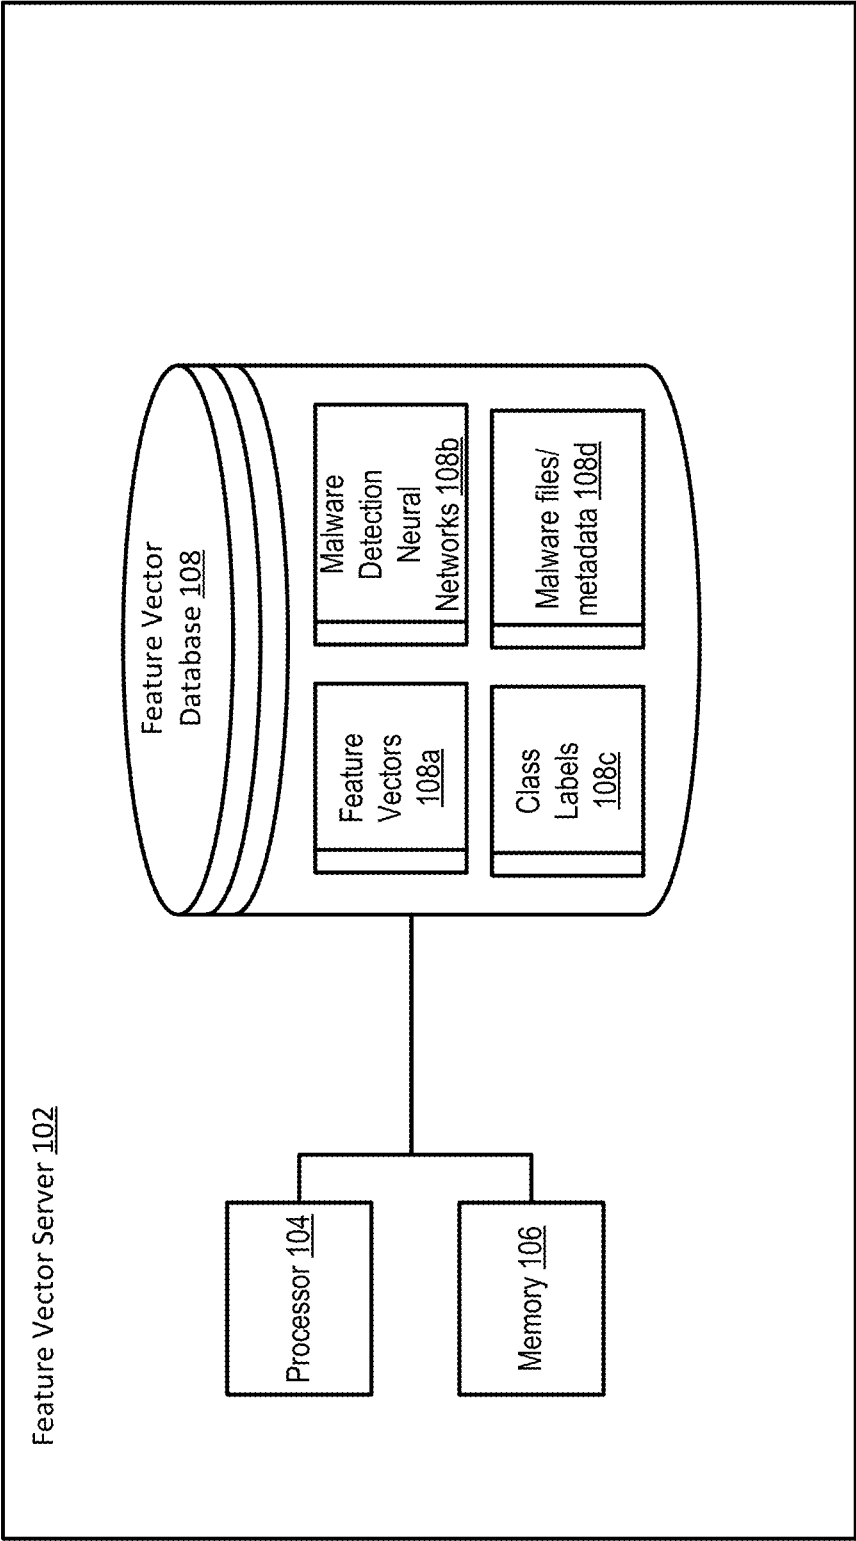 Feature Vector Server 102
Processor 104
Memory 106
Feature Vector
Database 108
Feature
Vectors
108a
Malware
Detection
Neural
Networks 108b
Class
Labels
108c
Malware files/
metadata 108d